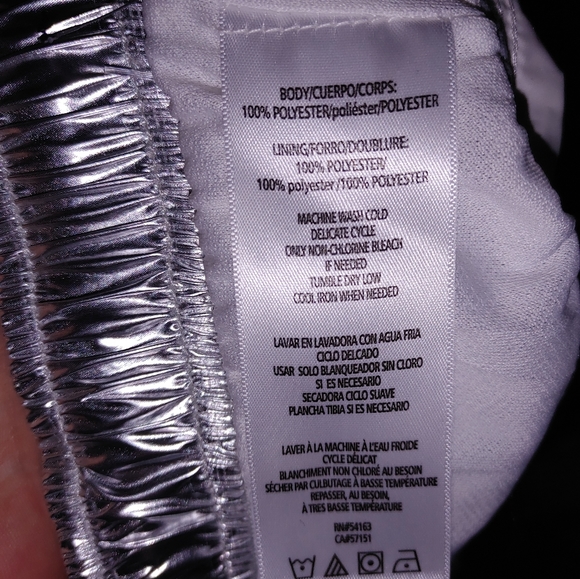 BODY/CUERPO/CORPS:
100% POLYESTER/poliéster/POLYESTER
LINING/FORRO/DOUBLURE:
100% POLYESTER/
100% polyester/100% POLYESTER
MACHINE WASH COLD
DELICATE CYCLE
ONLY NON-CHLORINE BLEACH
IF NEEDED
TUMBLE DRY LOW
COOL IRON WHEN NEEDED
LAVAR EN LAVADORA CON AGUA FRIA
CICLO DELGADO
USAR SOLO BLANQUEADOR SIN CLORO
SI ES NECESARIO
SECADORA CICLO SUAVE
PLANCHA TIBIA SI ES NECESARIO
LAVER À LA MACHINE À L'EAU FROIDE
CYCLE DÉLICAT
BLANCHIMENT NON CHLORÉ AU BESOIN
SÉCHER PAR CULBUTAGE À BASSE TEMPÉRATURE
REPASSER, AU BESOIN,
À TRES BASSE TEMPÉRATURE
RN#54163
CA#57151